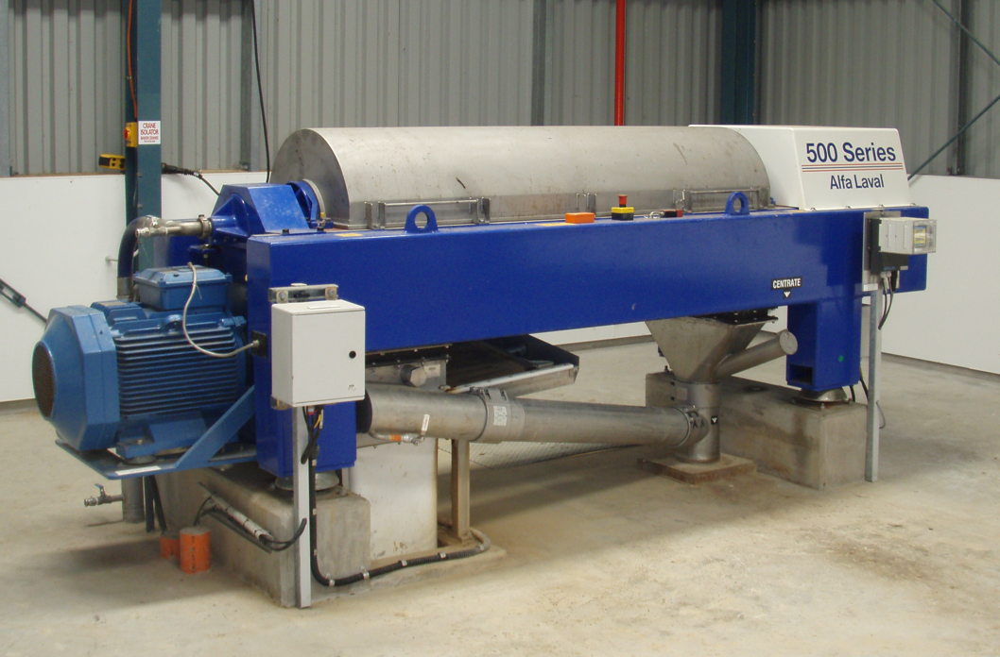 CRANE
ISOLATOR
500 Series
Alfa Laval
CENTRATE